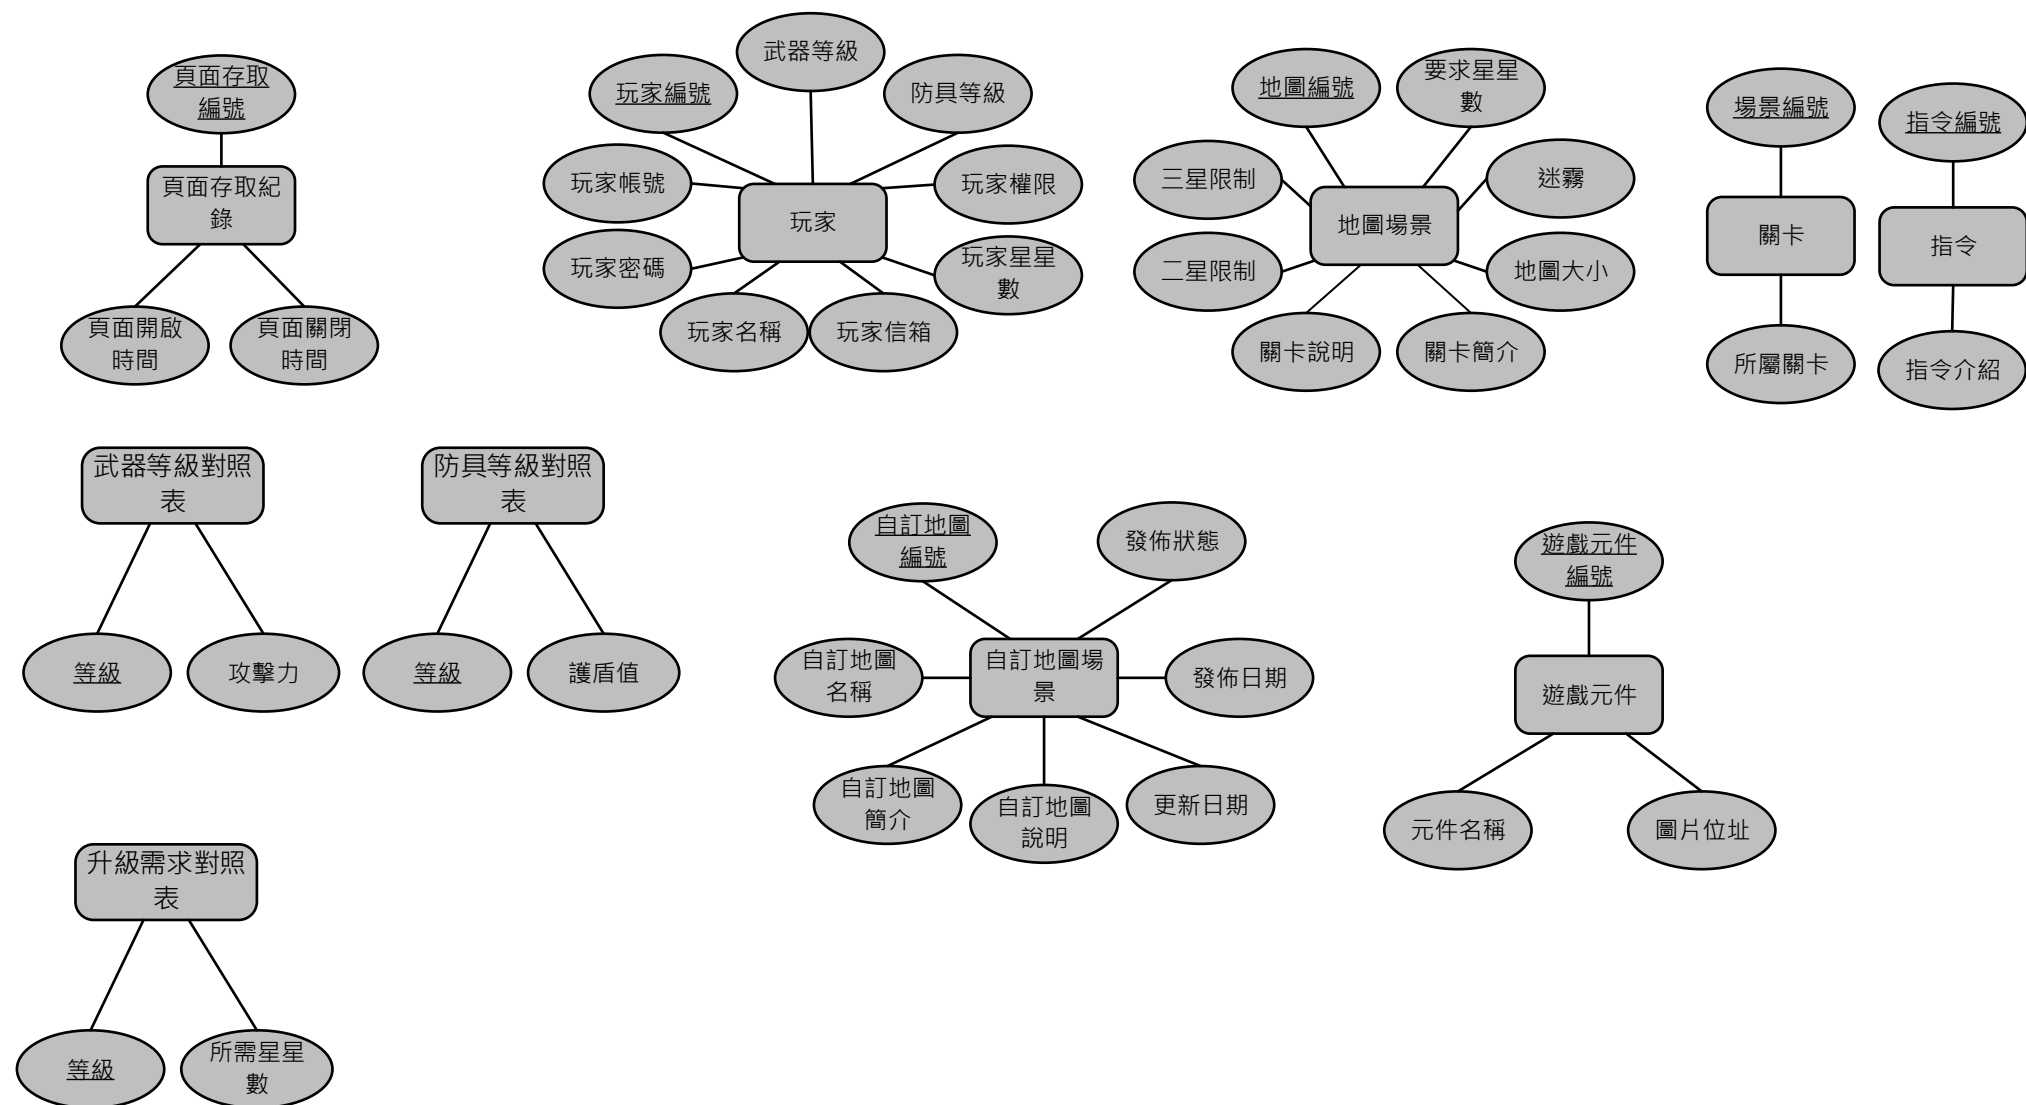 頁面存取
編號
頁面存取紀
錄
頁面開啟
時間
頁面關閉
時間
武器等級
玩家編號
防具等級
玩家帳號
玩家權限
玩家
玩家密碼
玩家星星
數
玩家名稱
玩家信箱
地圖編號
要求星星
數
三星限制
迷霧
地圖場景
二星限制
地圖大小
關卡說明
關卡簡介
場景編號
關卡
所屬關卡
指令編號
指令
指令介紹
武器等級對照
表
等級
攻擊力
防具等級對照
表
等級
護盾值
自訂地圖
編號
發佈狀態
自訂地圖
名稱
自訂地圖場
景
發佈日期
自訂地圖
簡介
自訂地圖
說明
更新日期
遊戲元件
編號
遊戲元件
元件名稱
圖片位址
升級需求對照
表
等級
所需星星
數